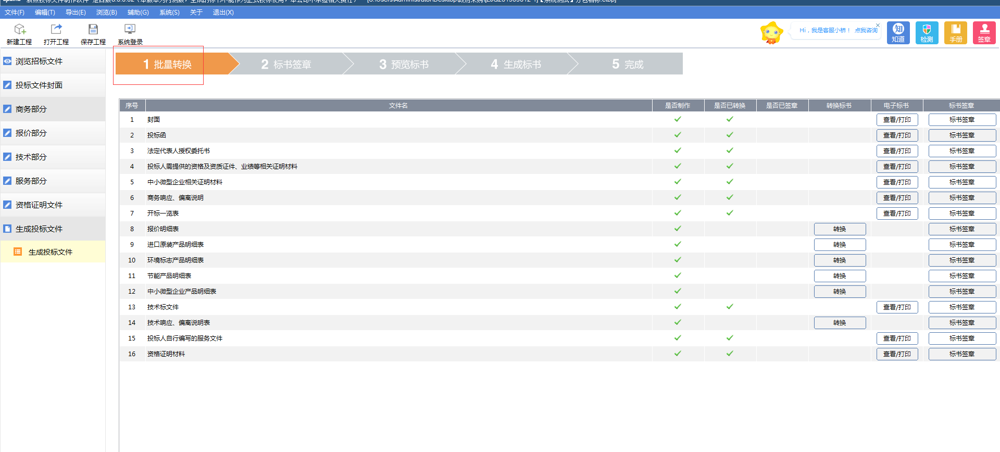 文件(F) 编辑(T) 导出(E) 浏览(B) 辅助(G) 系统(S) 关于 退出(X)
新建工程 打开工程 保存工程 系统登录
Hi，我是客服小桥！ 点我咨询
知 知道 检测 手册 签章
浏览招标文件
投标文件封面
商务部分
报价部分
技术部分
服务部分
资格证明文件
生成投标文件
生成投标文件
1 批量转换 2 标书签章 3 预览标书 4 生成标书 5 完成
序号 文件名 是否制作 是否已转换 是否已签章 转换标书 电子标书 标书签章
1 封面 查看/打印 标书签章
2 投标函 查看/打印 标书签章
3 法定代表人授权委托书 查看/打印 标书签章
4 投标人需提供的资格及资质证件、业绩等相关证明材料 查看/打印 标书签章
5 中小微型企业相关证明材料 查看/打印 标书签章
6 商务响应、偏离说明 查看/打印 标书签章
7 开标一览表 查看/打印 标书签章
8 报价明细表 转换 标书签章
9 进口原装产品明细表 转换 标书签章
10 环境标志产品明细表 转换 标书签章
11 节能产品明细表 转换 标书签章
12 中小微型企业产品明细表 转换 标书签章
13 技术标文件 查看/打印 标书签章
14 技术响应、偏离说明表 转换 标书签章
15 投标人自行编写的服务文件 查看/打印 标书签章
16 资格证明材料 查看/打印 标书签章